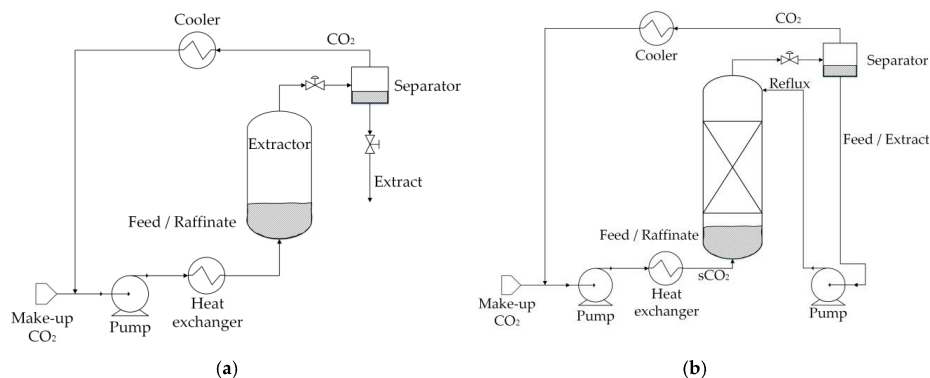 Cooler
CO₂
Separator
Extractor
Extract
Feed / Raffinate
Make-up
CO₂
Pump
Heat
exchanger
(a)
CO₂
Cooler
Separator
Reflux
Feed / Extract
Feed / Raffinate
sCO₂
Make-up
CO₂
Pump
Heat
exchanger
Pump
(b)